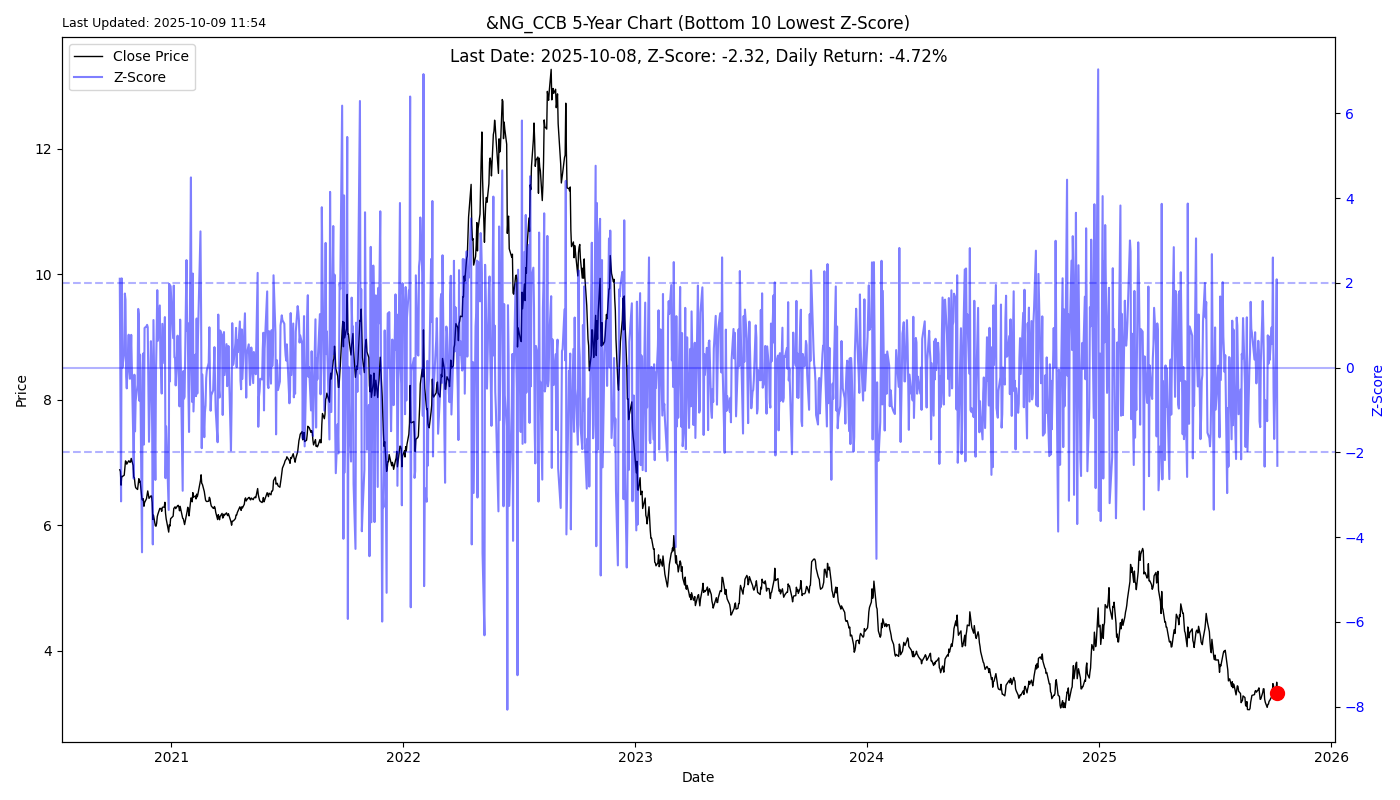 Last Updated: 2025-10-09 11:54
&NG_CCB 5-Year Chart (Bottom 10 Lowest Z-Score)
Last Date: 2025-10-08, Z-Score: -2.32, Daily Return: -4.72%
Close Price
Z-Score
12
10
8
6
4
Price
6
4
2
0
−2
−4
−6
−8
Z-Score
2021 2022 2023 2024 2025 2026
Date